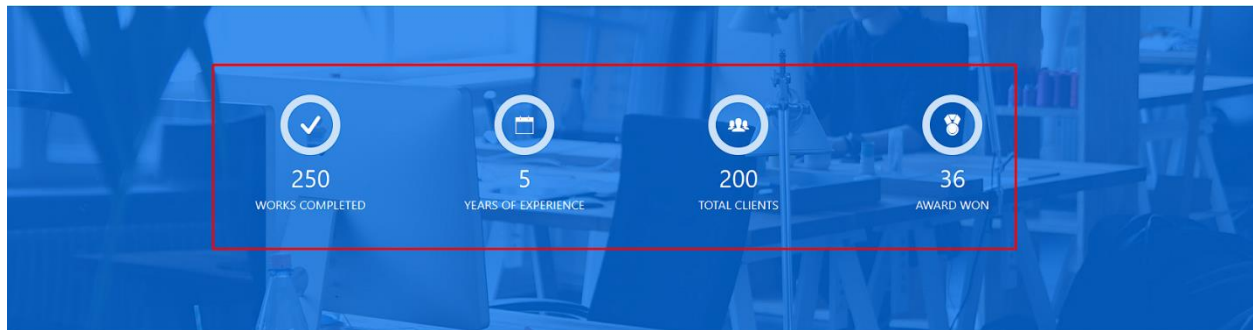 250
WORKS COMPLETED
5
YEARS OF EXPERIENCE
200
TOTAL CLIENTS
36
AWARD WON